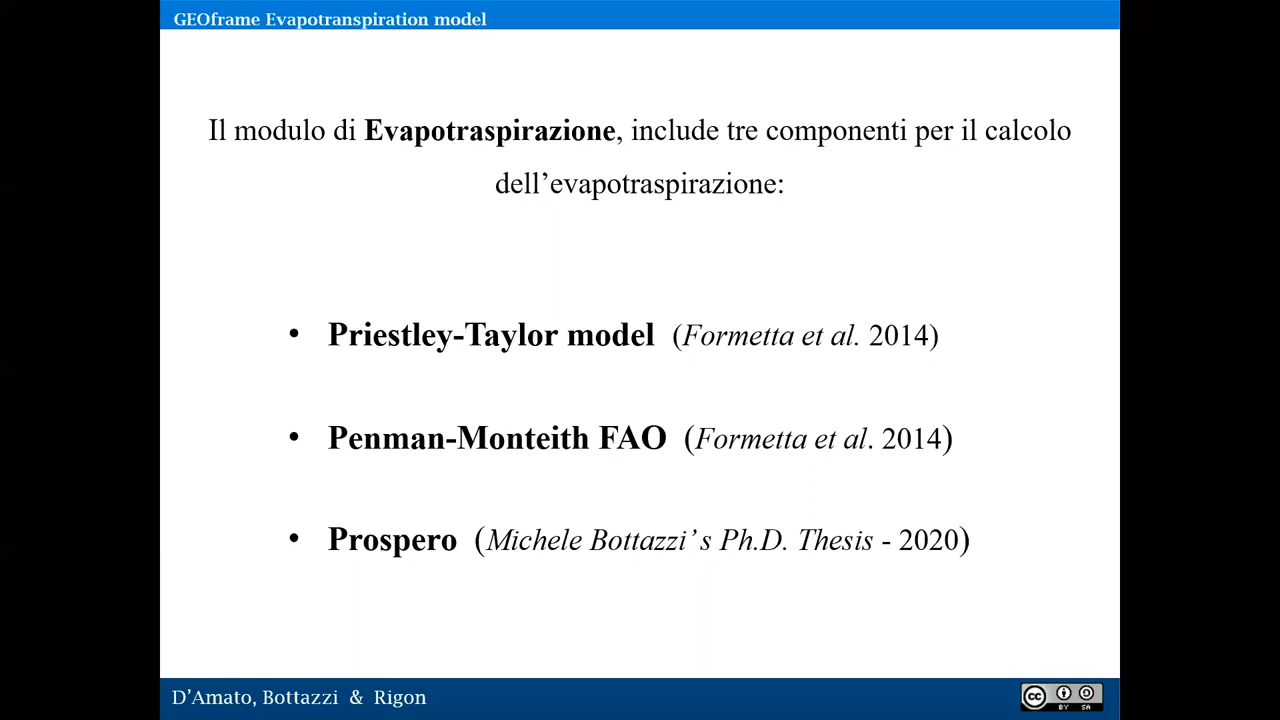 GEOframe Evapotranspiration model
Il modulo di Evapotraspirazione, include tre componenti per il calcolo
dell’evapotraspirazione:
• Priestley-Taylor model (Formetta et al. 2014)
• Penman-Monteith FAO (Formetta et al. 2014)
• Prospero (Michele Bottazzi’s Ph.D. Thesis - 2020)
D’Amato, Bottazzi & Rigon
cc BY SA